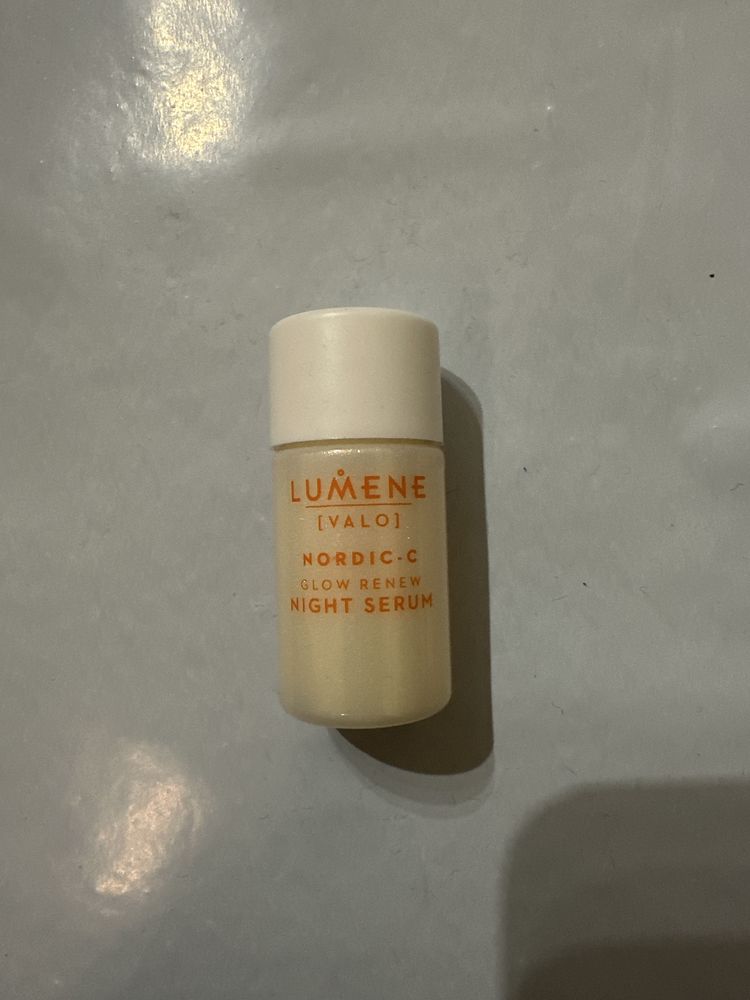 LUMENE
[VALO]
NORDIC-C
GLOW RENEW
NIGHT SERUM